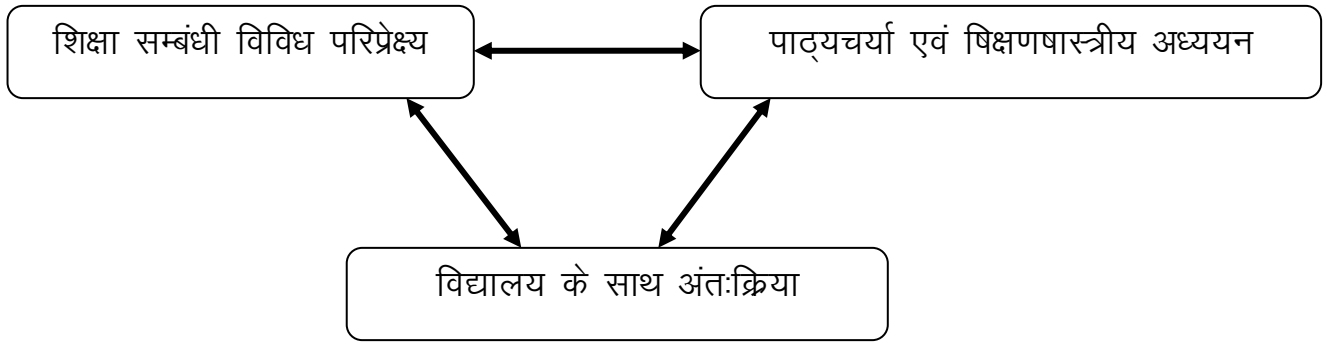 शिक्षा सम्बंधी विविध परिप्रेक्ष्य
पाठ्यचर्या एवं षिक्षणषास्त्रीय अध्ययन
विद्यालय के साथ अंत:क्रिया